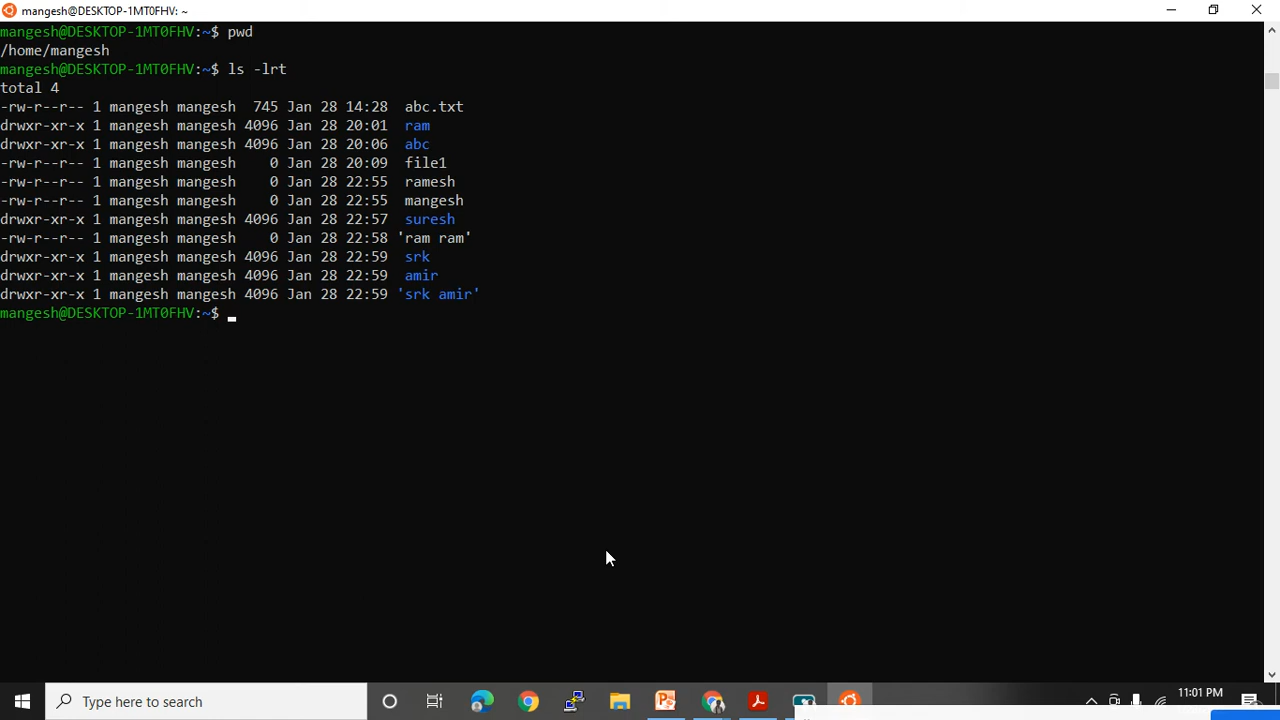 mangesh@DESKTOP-1MT0FHV: ~
mangesh@DESKTOP-1MT0FHV:~$ pwd
/home/mangesh
mangesh@DESKTOP-1MT0FHV:~$ ls -lrt
total 4
-rw-r--r-- 1 mangesh mangesh  745 Jan 28 14:28  abc.txt
drwxr-xr-x 1 mangesh mangesh 4096 Jan 28 20:01  ram
drwxr-xr-x 1 mangesh mangesh 4096 Jan 28 20:06  abc
-rw-r--r-- 1 mangesh mangesh    0 Jan 28 20:09  file1
-rw-r--r-- 1 mangesh mangesh    0 Jan 28 22:55  ramesh
-rw-r--r-- 1 mangesh mangesh    0 Jan 28 22:55  mangesh
drwxr-xr-x 1 mangesh mangesh 4096 Jan 28 22:57  suresh
-rw-r--r-- 1 mangesh mangesh    0 Jan 28 22:58 'ram ram'
drwxr-xr-x 1 mangesh mangesh 4096 Jan 28 22:59  srk
drwxr-xr-x 1 mangesh mangesh 4096 Jan 28 22:59  amir
drwxr-xr-x 1 mangesh mangesh 4096 Jan 28 22:59 'srk amir'
mangesh@DESKTOP-1MT0FHV:~$
Type here to search
11:01 PM